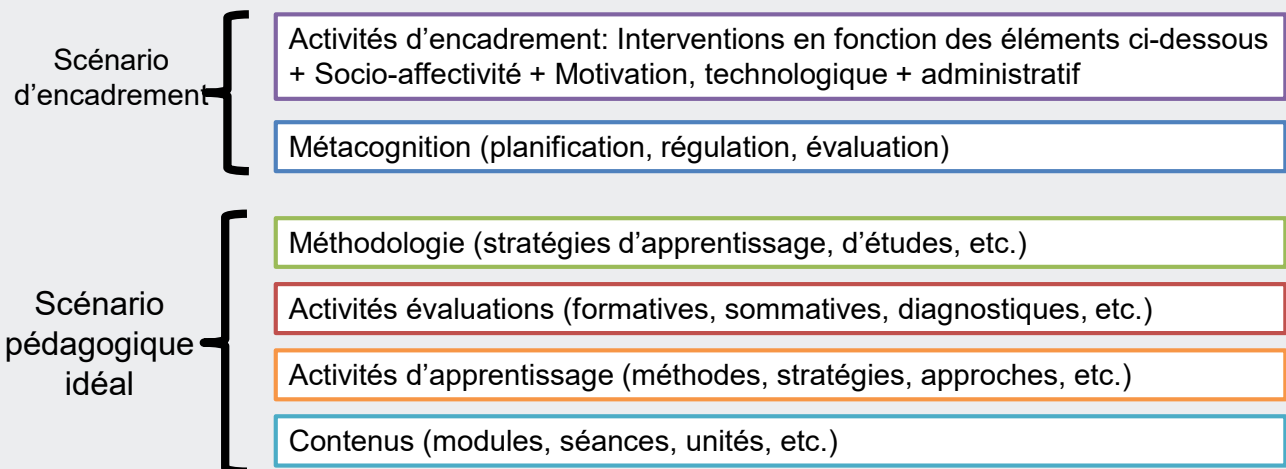 Scénario
d'encadrement
Activités d'encadrement: Interventions en fonction des éléments ci-dessous
+ Socio-affectivité + Motivation, technologique + administratif
Métacognition (planification, régulation, évaluation)
Scénario
pédagogique
idéal
Méthodologie (stratégies d'apprentissage, d'études, etc.)
Activités évaluations (formatives, sommatives, diagnostiques, etc.)
Activités d'apprentissage (méthodes, stratégies, approches, etc.)
Contenus (modules, séances, unités, etc.)